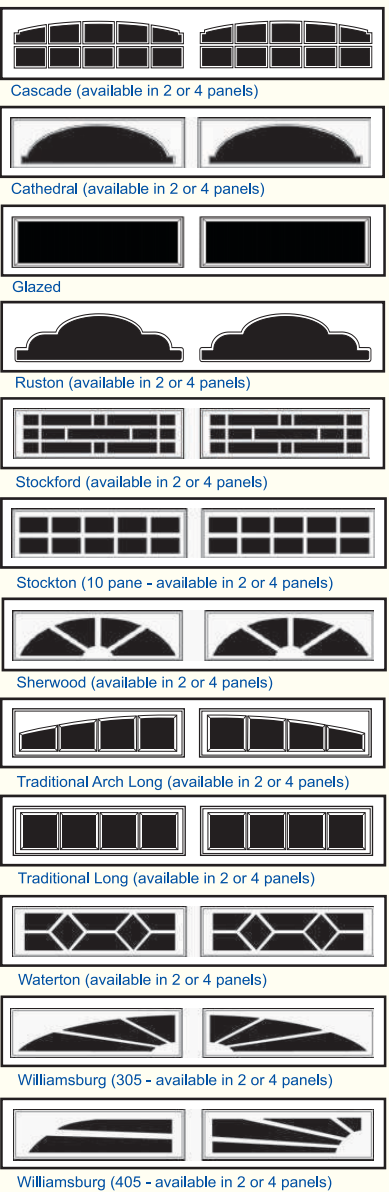 Cascade (available in 2 or 4 panels)
Cathedral (available in 2 or 4 panels)
Glazed
Ruston (available in 2 or 4 panels)
Stockford (available in 2 or 4 panels)
Stockton (10 pane - available in 2 or 4 panels)
Sherwood (available in 2 or 4 panels)
Traditional Arch Long (available in 2 or 4 panels)
Traditional Long (available in 2 or 4 panels)
Waterton (available in 2 or 4 panels)
Williamsburg (305 - available in 2 or 4 panels)
Williamsburg (405 - available in 2 or 4 panels)